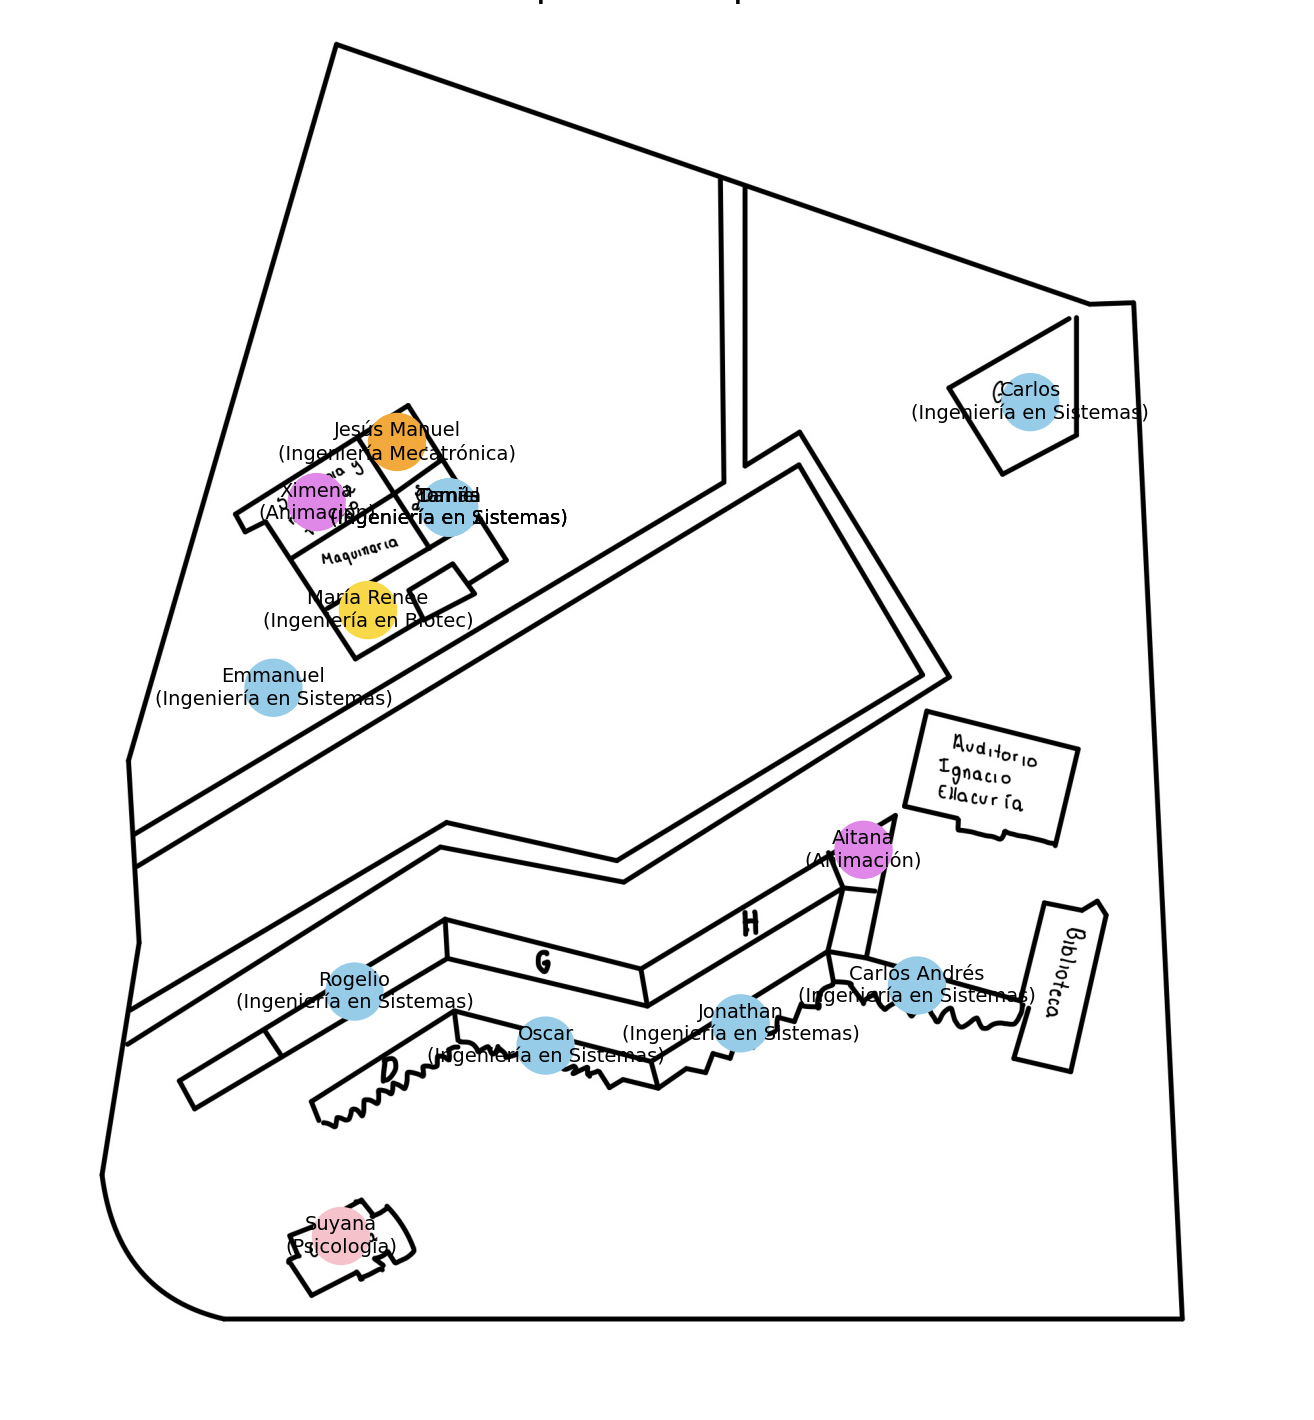 Carlos
(Ingeniería en Sistemas)
Jesús Manuel
(Ingeniería Mecatrónica)
Ximena
(Animación)
(Ingeniería en Sistemas)
Maquinaria
María Renée
(Ingeniería en Biotec)
Emmanuel
(Ingeniería en Sistemas)
Auditorio
Ignacio
Ellacuría
Aitana
(Animación)
H
G
Biblioteca
Rogelio
(Ingeniería en Sistemas)
Carlos Andrés
(Ingeniería en Sistemas)
Jonathan
(Ingeniería en Sistemas)
Oscar
(Ingeniería en Sistemas)
D
Suyana
(Psicología)